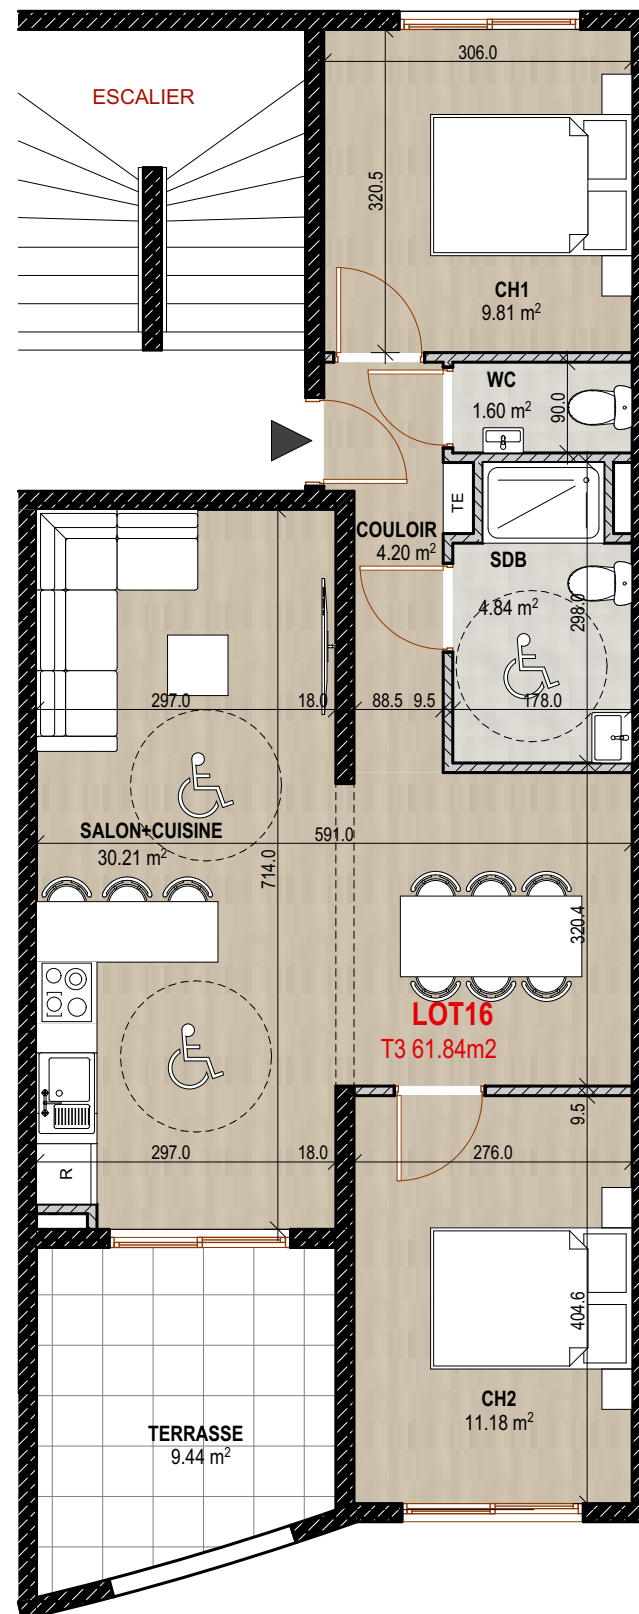 306.0
ESCALIER
320.5
CH1
9.81 m²
WC
1.60 m²
90.0
TE
COULOIR
4.20 m²
SDB
4.84 m²
298.0
297.0
18.0
88.5
9.5
178.0
SALON+CUISINE
30.21 m²
591.0
714.0
320.4
LOT16
T3 61.84m2
9.5
297.0
18.0
276.0
R
404.6
CH2
11.18 m²
TERRASSE
9.44 m²